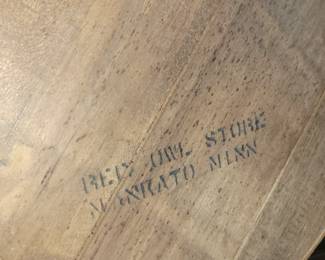 RED OWL STORE
MANKATO MINN